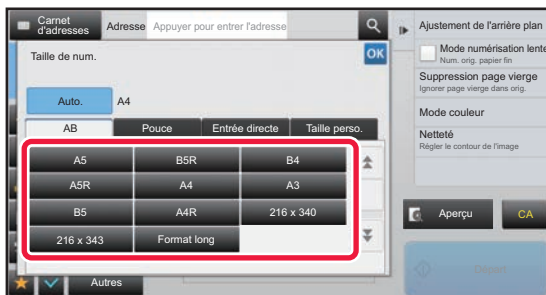 Carnet d'adresses
Adresse Appuyer pour entrer l'adresse
Taille de num.
OK
Auto. A4
AB Pouce Entrée directe Taille perso.
A5 B5R B4
A5R A4 A3
B5 A4R 216 x 340
216 x 343 Format long
Autres
Ajustement de l'arrière plan
Mode numérisation lente
Num. orig. papier fin
Suppression page vierge
Ignorer page vierge dans orig.
Mode couleur
Netteté
Régler le contour de l'image
Aperçu CA